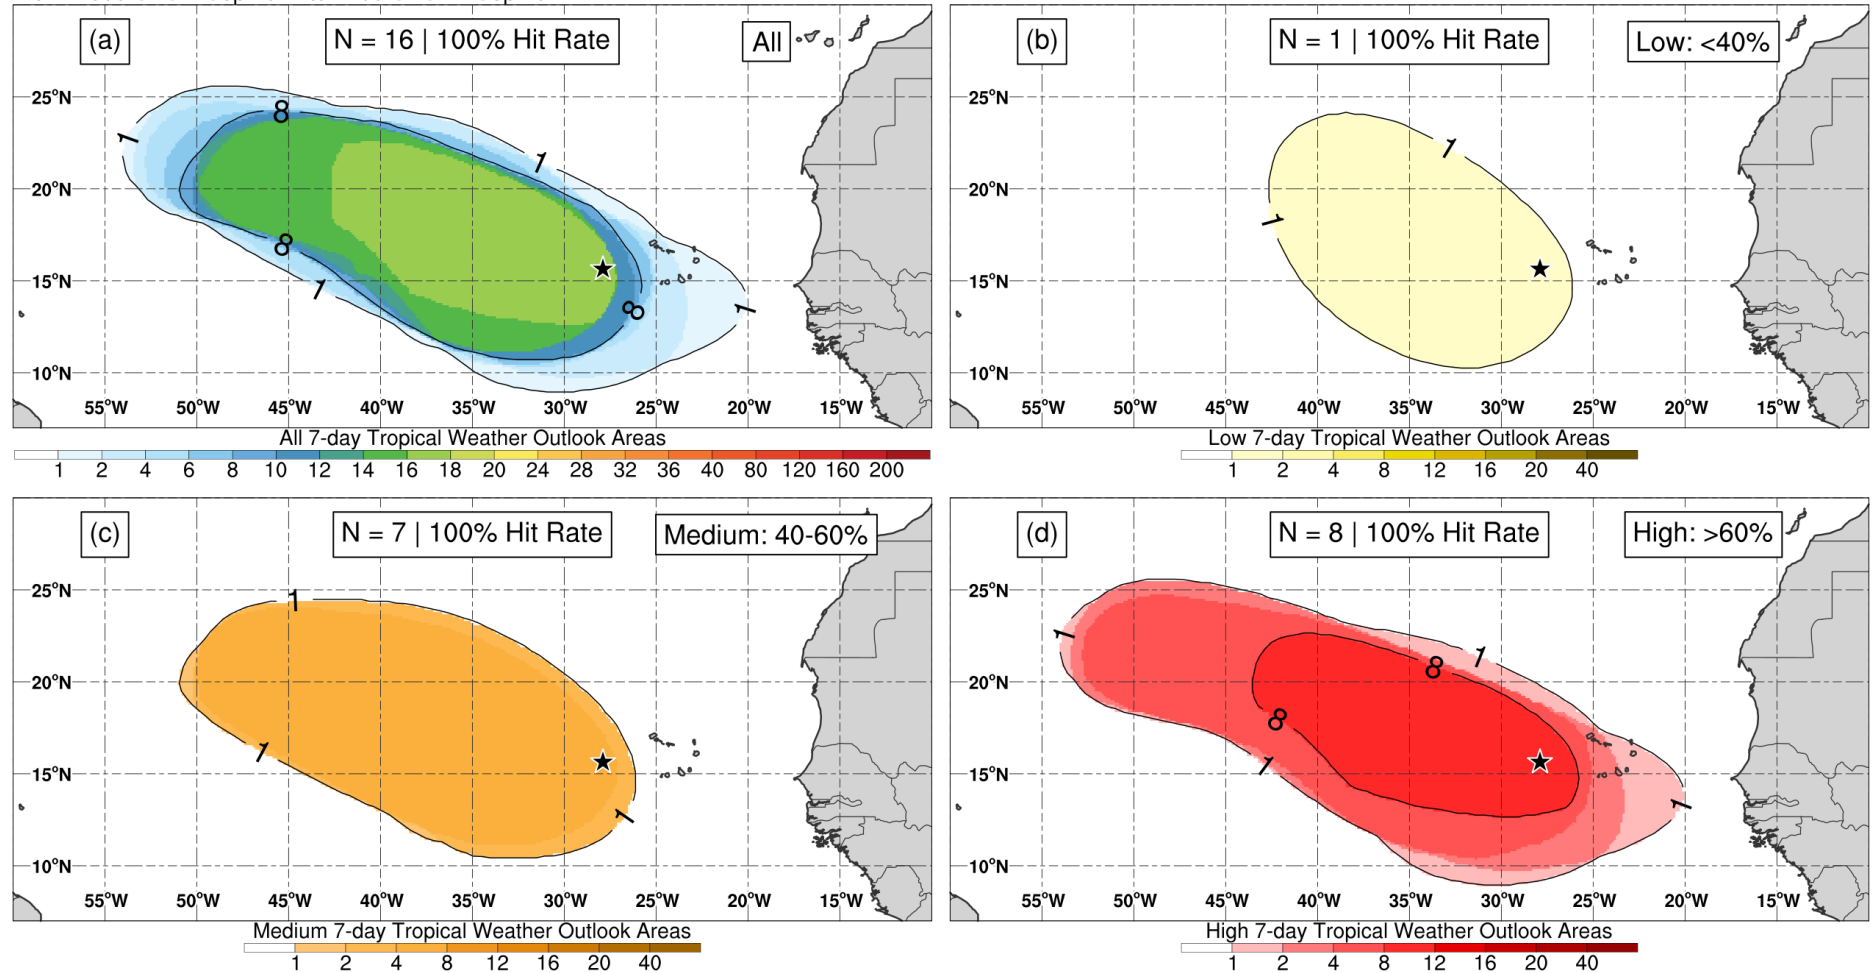 (a)
N = 16 | 100% Hit Rate
All
25°N
20°N
15°N
10°N
1
8
1
8
1
8
1
55°W 50°W 45°W 40°W 35°W 30°W 25°W 20°W 15°W
All 7-day Tropical Weather Outlook Areas
1 2 4 6 8 10 12 14 16 18 20 24 28 32 36 40 80 120 160 200
(b)
N = 1 | 100% Hit Rate
Low: <40%
25°N
20°N
15°N
10°N
1
1
55°W 50°W 45°W 40°W 35°W 30°W 25°W 20°W 15°W
Low 7-day Tropical Weather Outlook Areas
1 2 4 8 12 16 20 40
(c)
N = 7 | 100% Hit Rate
Medium: 40-60%
25°N
20°N
15°N
10°N
1
1
1
55°W 50°W 45°W 40°W 35°W 30°W 25°W 20°W 15°W
Medium 7-day Tropical Weather Outlook Areas
1 2 4 8 12 16 20 40
(d)
N = 8 | 100% Hit Rate
High: >60%
25°N
20°N
15°N
10°N
1
1
8
8
1
1
55°W 50°W 45°W 40°W 35°W 30°W 25°W 20°W 15°W
High 7-day Tropical Weather Outlook Areas
1 2 4 8 12 16 20 40